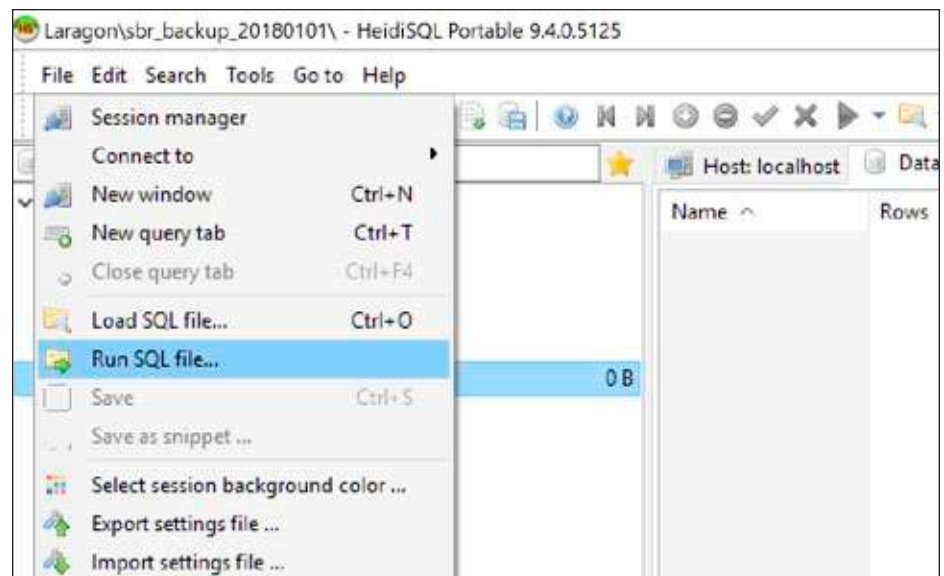 Laragon\sbr_backup_20180101\ - HeidiSQL Portable 9.4.0.5125
File Edit Search Tools Go to Help
Session manager
Connect to
New window Ctrl+N
New query tab Ctrl+T
Close query tab Ctrl+F4
Load SQL file... Ctrl+O
Run SQL file...
Save Ctrl+S
Save as snippet ...
Select session background color ...
Export settings file ...
Import settings file ...
0 B
Host: localhost Data
Name Rows